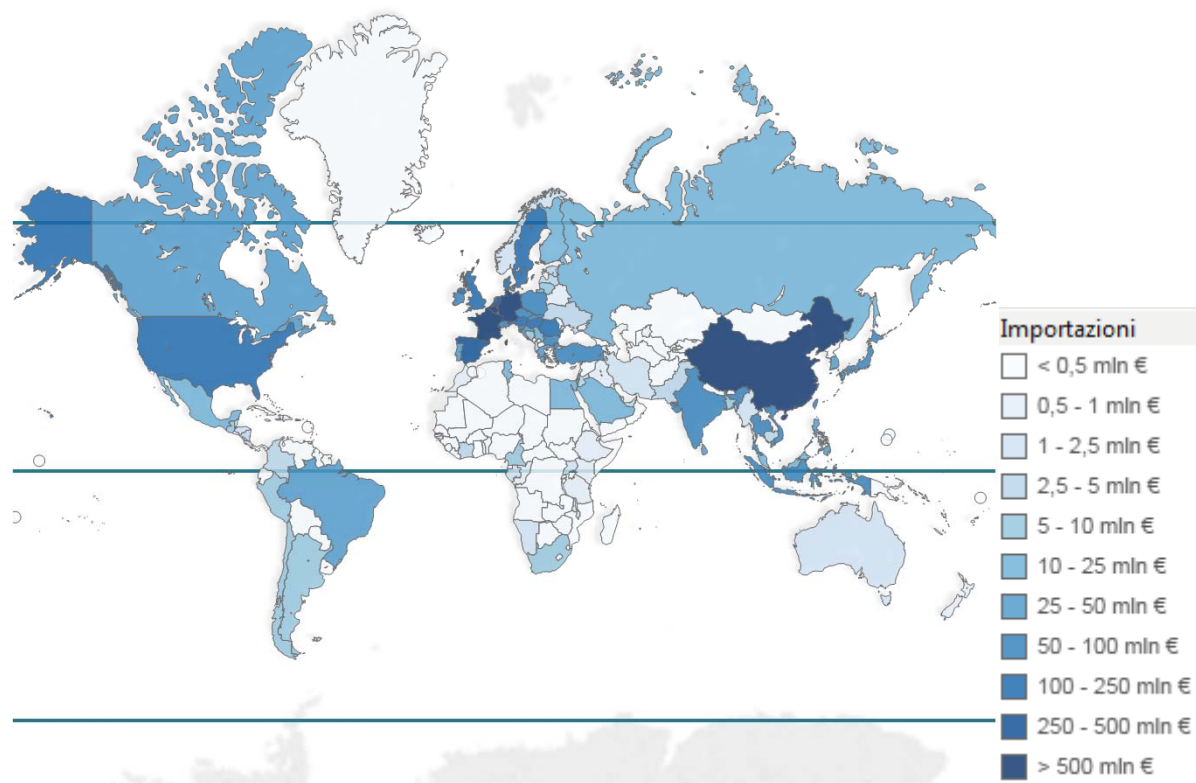 Importazioni
< 0,5 mln €
0,5 - 1 mln €
1 - 2,5 mln €
2,5 - 5 mln €
5 - 10 mln €
10 - 25 mln €
25 - 50 mln €
50 - 100 mln €
100 - 250 mln €
250 - 500 mln €
> 500 mln €